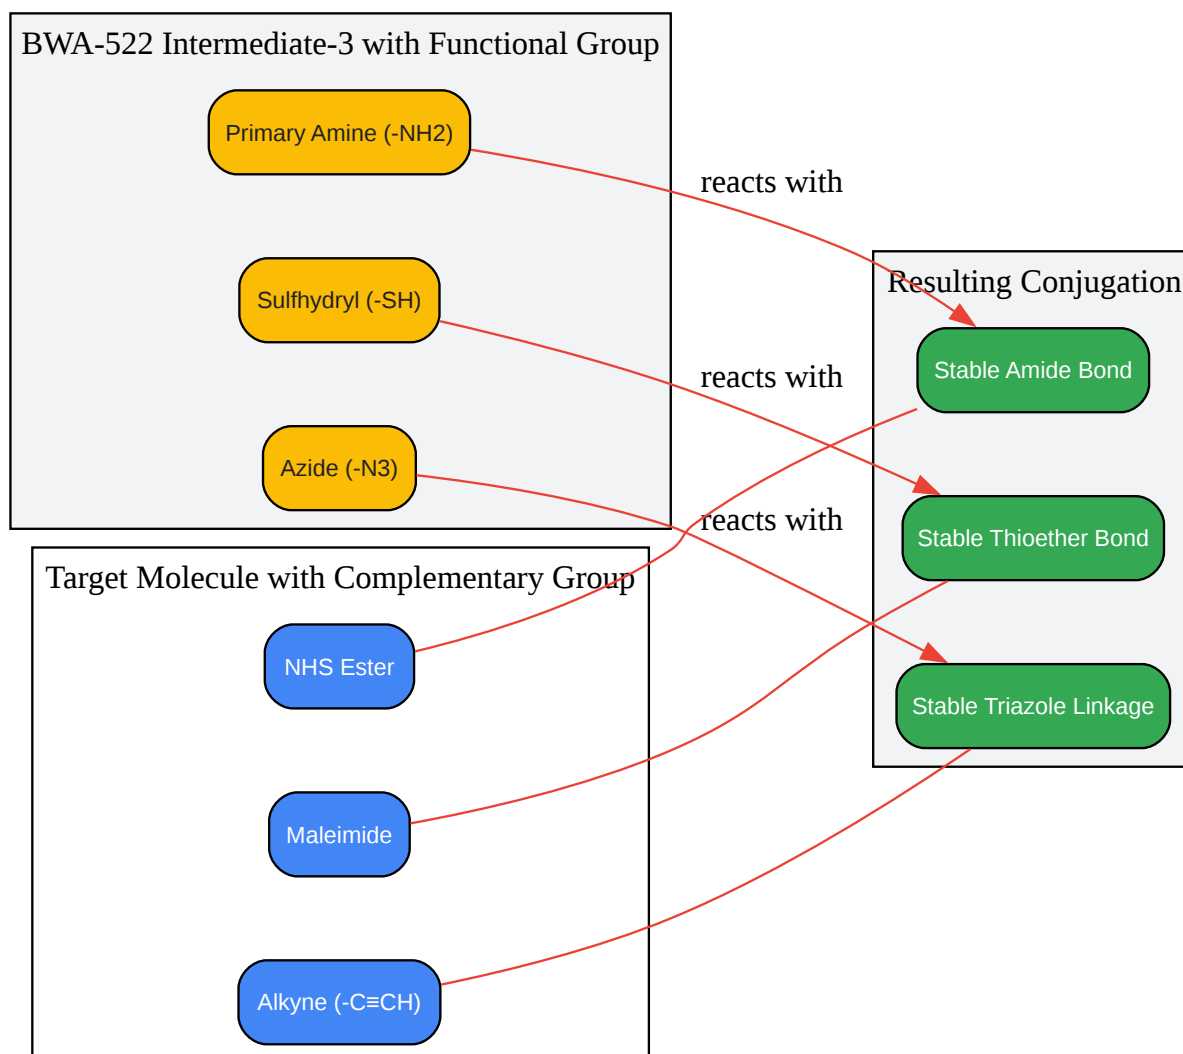 BWA-522 Intermediate-3 with Functional Group
Primary Amine (-NH2)
reacts with
Sulfhydryl (-SH)
Resulting Conjugation
Stable Amide Bond
reacts with
Azide (-N3)
reacts with
Stable Thioether Bond
Target Molecule with Complementary Group
NHS Ester
Stable Triazole Linkage
Maleimide
Alkyne (-C≡CH)